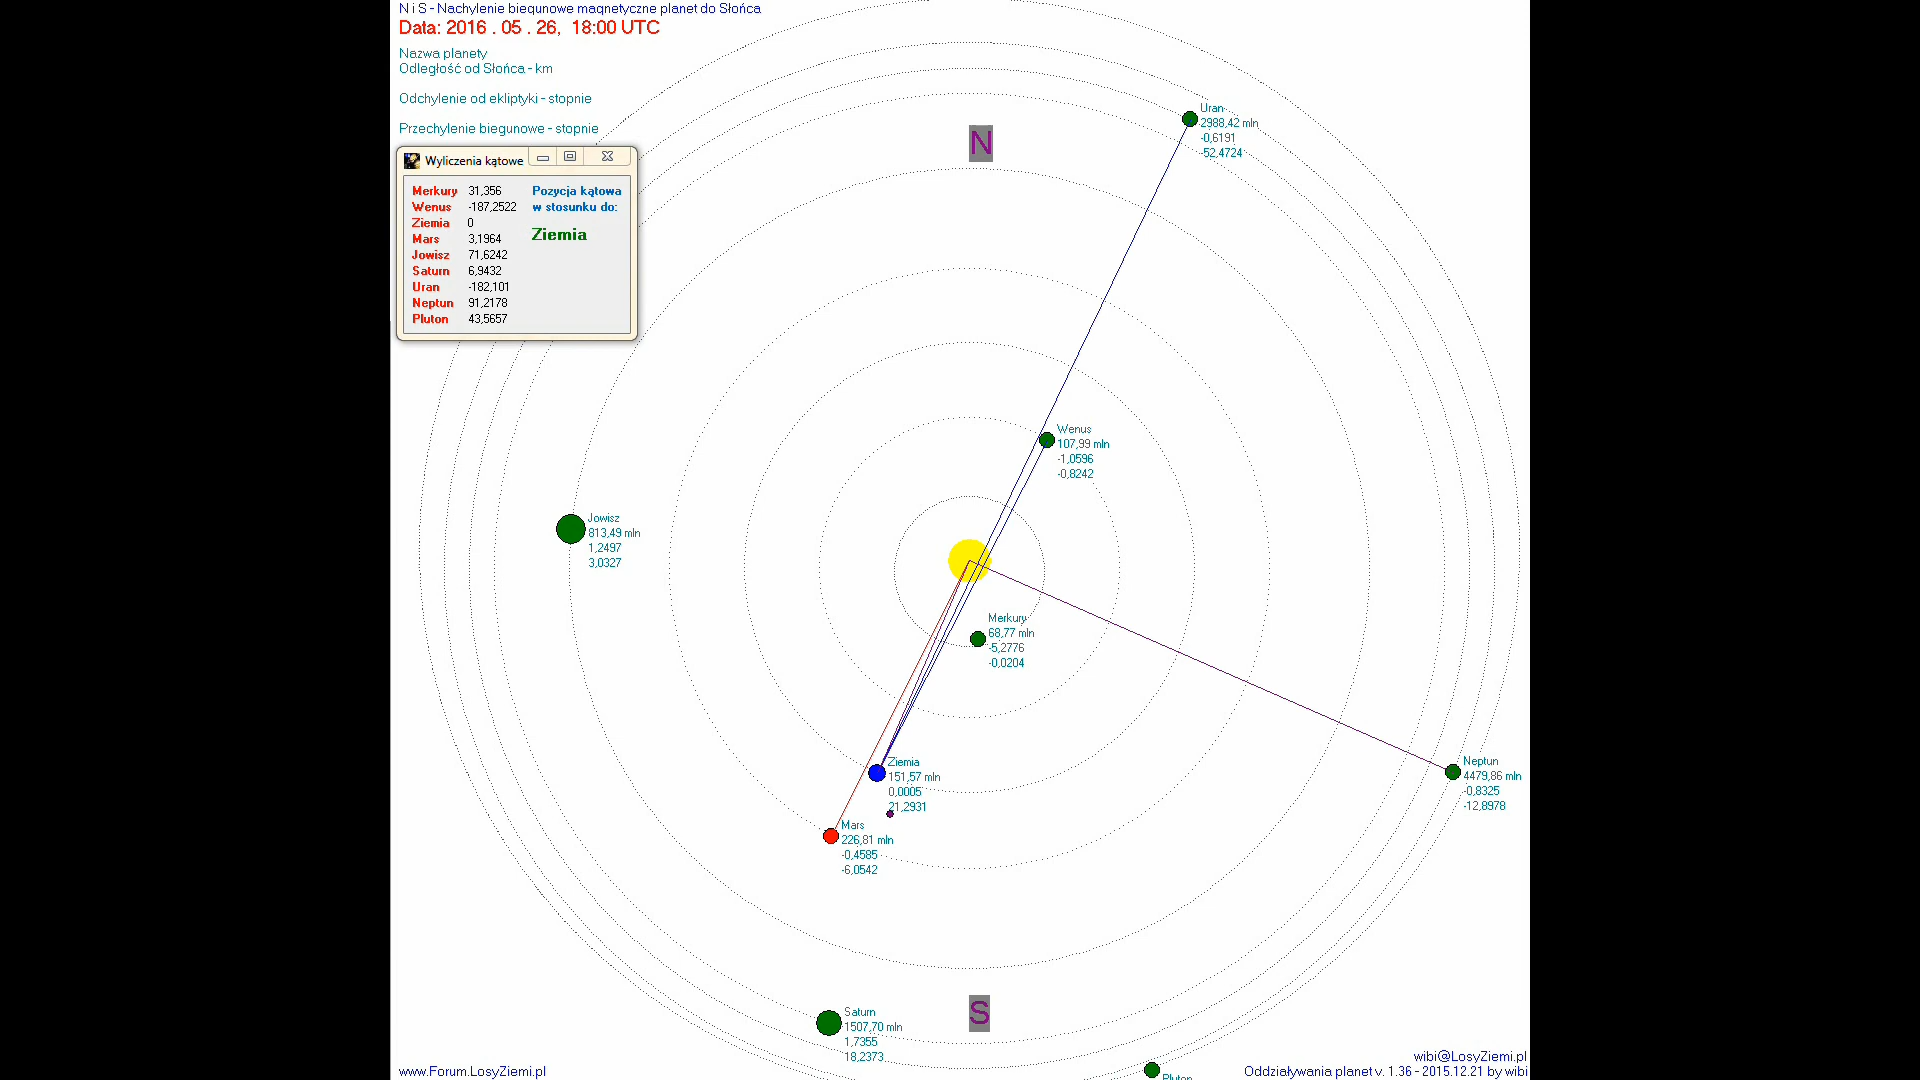 N i S - Nachylenie biegunowe magnetyczne planet do Słońca
Data: 2016 . 05 . 26,  18:00 UTC
Nazwa planety
Odległość od Słońca - km
Odchylenie od ekliptyki - stopnie
Przechylenie biegunowe - stopnie
Wyliczenia kątowe
Merkury 31,356
Wenus -187,2522
Ziemia 0
Mars 3,1964
Jowisz 71,6242
Saturn 6,9432
Uran -182,101
Neptun 91,2178
Pluton 43,5657
Pozycja kątowa
w stosunku do:
Ziemia
N
Uran
2988,42 mln
-0,6191
-52,4724
Wenus
107,99 mln
-1,0596
-0,8242
Jowisz
813,49 mln
1,2497
3,0327
Merkury
68,77 mln
-5,2776
-0,0204
Ziemia
151,57 mln
0,0005
21,2931
Neptun
4479,86 mln
-0,8325
-12,8978
Mars
226,81 mln
-0,4585
-6,0542
S
Saturn
1507,70 mln
1,7355
18,2373
Pluton
www.Forum.LosyZiemi.pl
wibi@LosyZiemi.pl
Oddziaływania planet v. 1.36 - 2015.12.21 by wibi